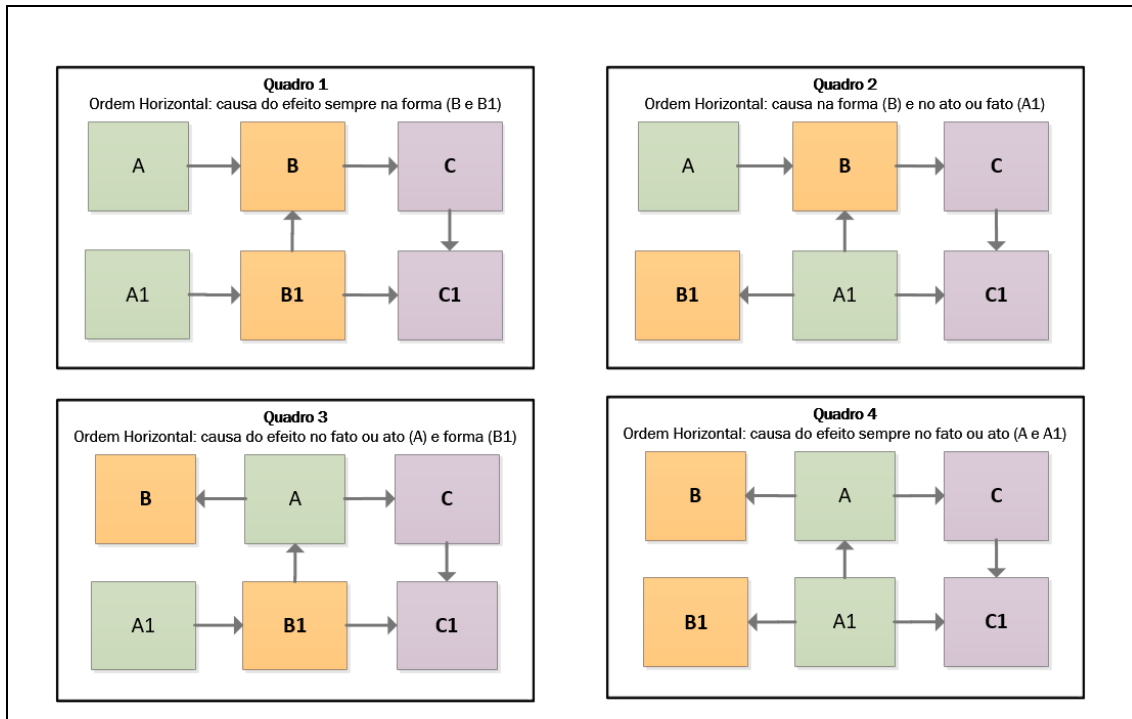 Quadro 1
Ordem Horizontal: causa do efeito sempre na forma (B e B1)
A
B
C
A1
B1
C1
Quadro 2
Ordem Horizontal: causa na forma (B) e no ato ou fato (A1)
A
B
C
B1
A1
C1
Quadro 3
Ordem Horizontal: causa do efeito no fato ou ato (A) e forma (B1)
B
A
C
A1
B1
C1
Quadro 4
Ordem Horizontal: causa do efeito sempre no fato ou ato (A e A1)
B
A
C
B1
A1
C1